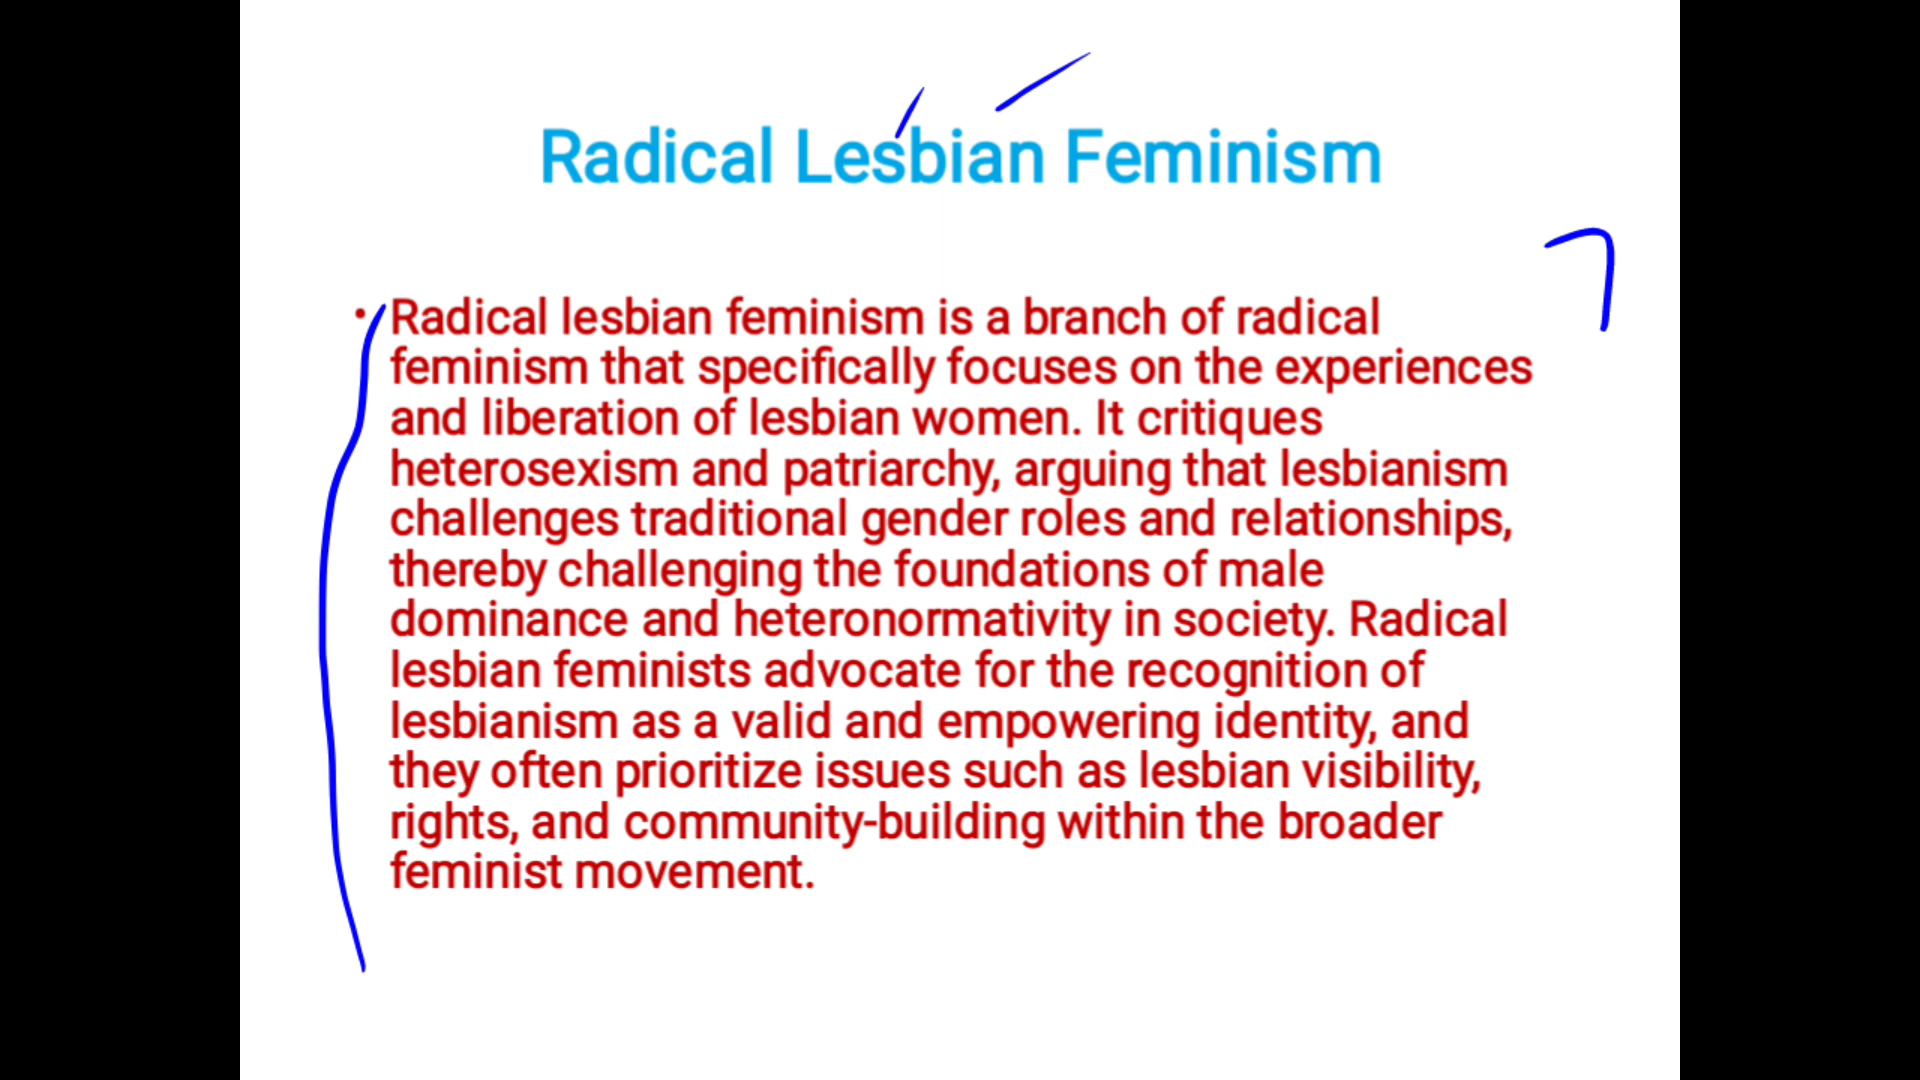 Radical Lesbian Feminism
• Radical lesbian feminism is a branch of radical
feminism that specifically focuses on the experiences
and liberation of lesbian women. It critiques
heterosexism and patriarchy, arguing that lesbianism
challenges traditional gender roles and relationships,
thereby challenging the foundations of male
dominance and heteronormativity in society. Radical
lesbian feminists advocate for the recognition of
lesbianism as a valid and empowering identity, and
they often prioritize issues such as lesbian visibility,
rights, and community-building within the broader
feminist movement.